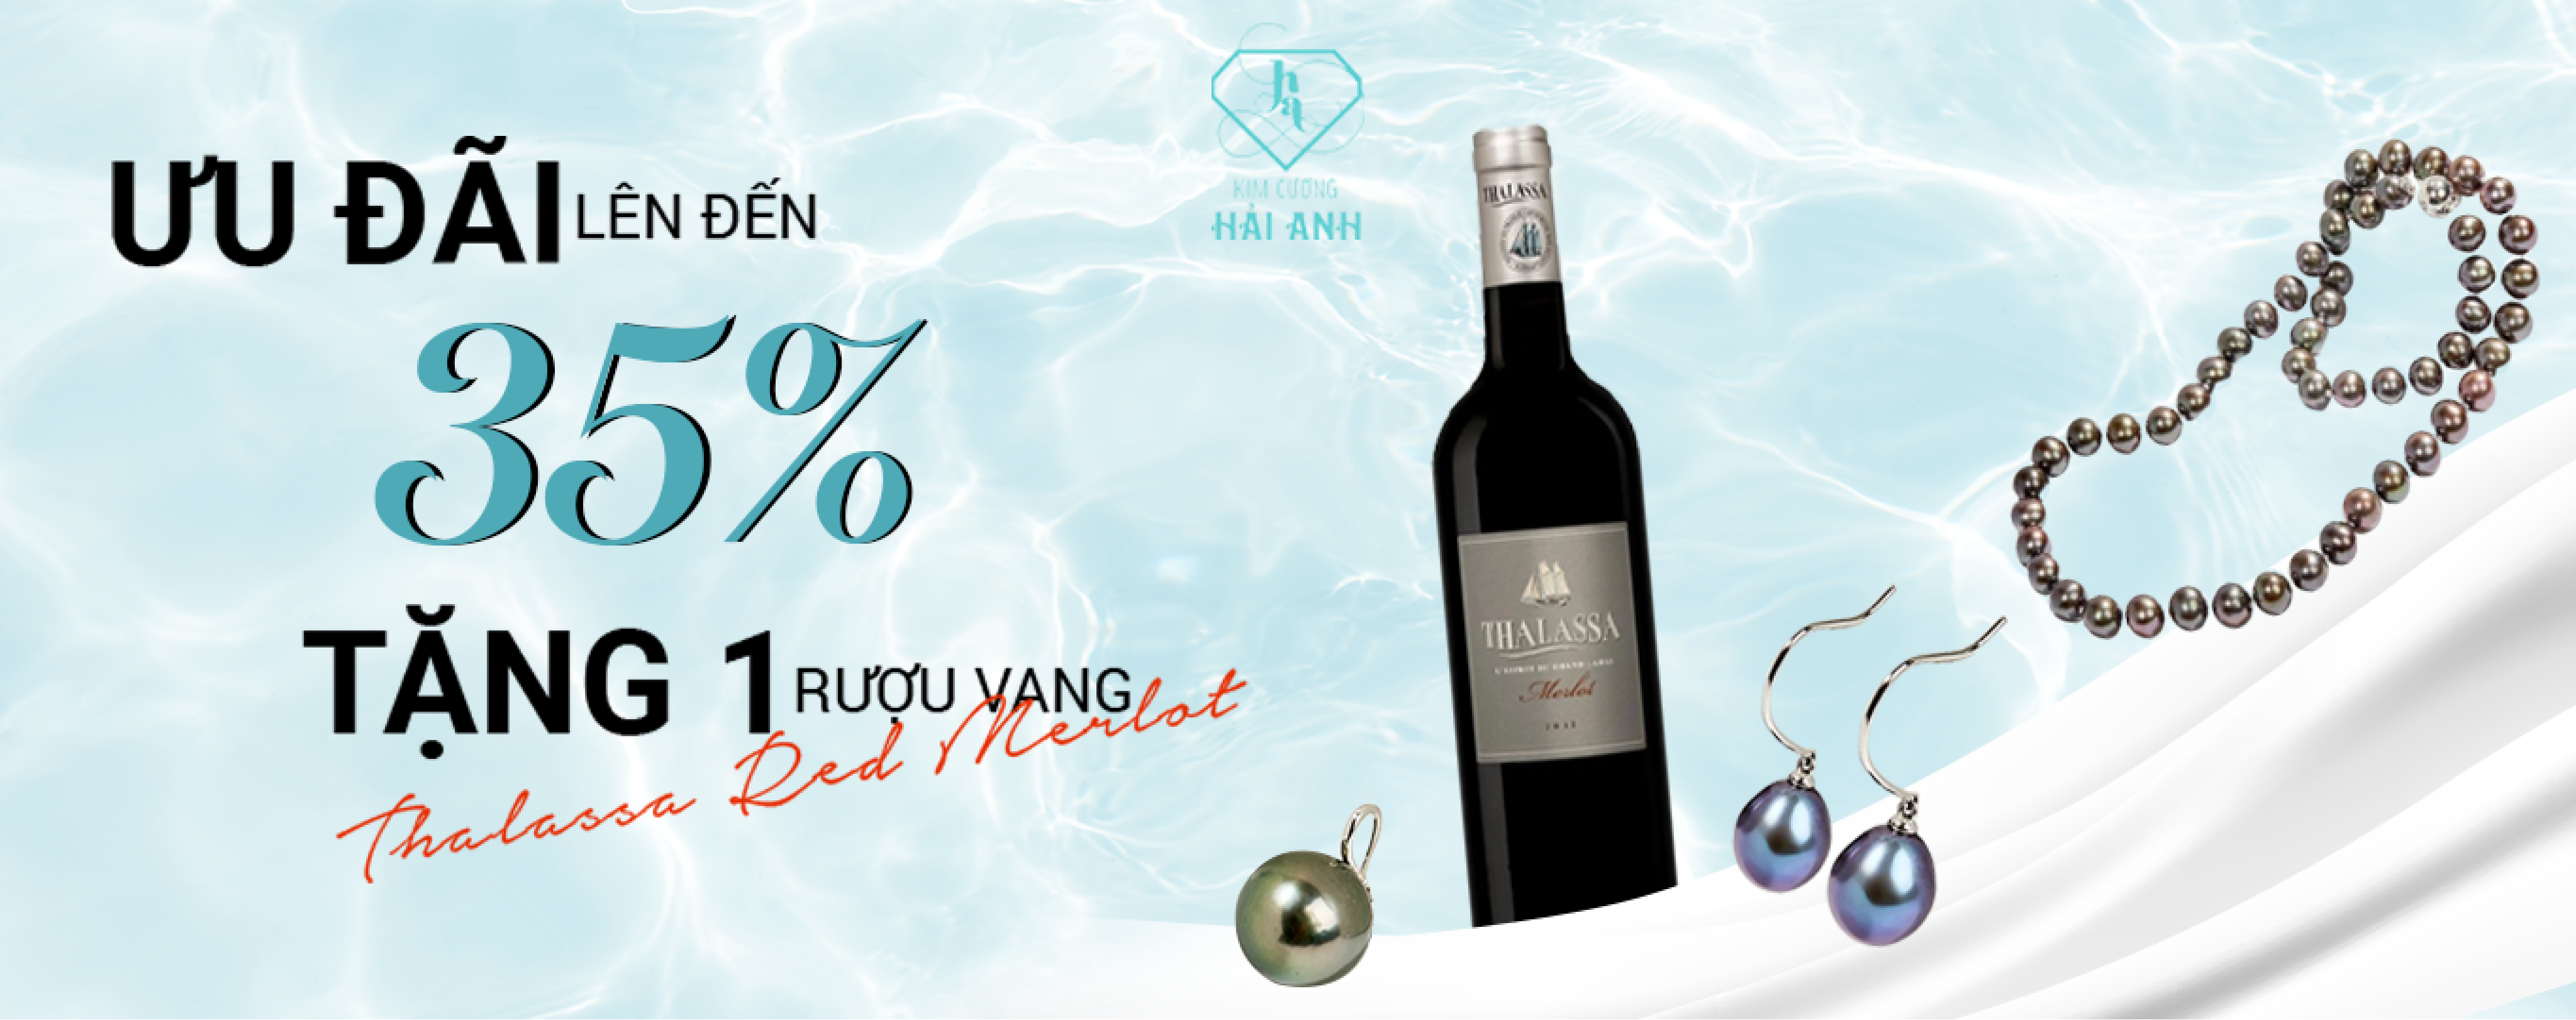 ƯU ĐÃI LÊN ĐẾN
35%
TẶNG 1 RƯỢU VANG
Thalassa Red Merlot
ha
KIM CƯƠNG
HẢI ANH
THALASSA
THALASSA
Merlot